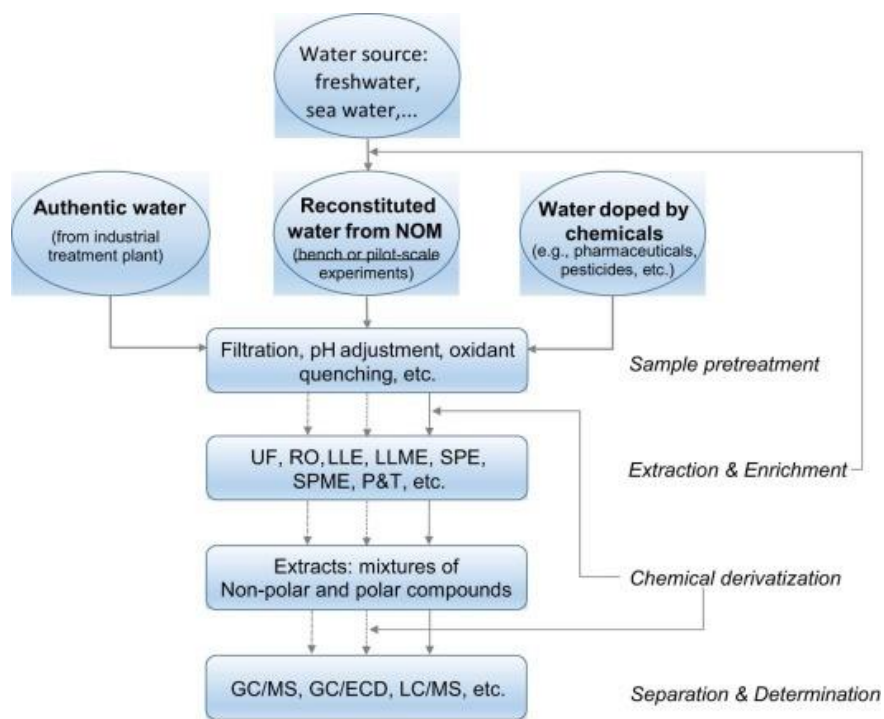 Water source:
freshwater,
sea water,...
Authentic water
(from industrial
treatment plant)
Reconstituted
water from NOM
(bench or pilot-scale
experiments)
Water doped by
chemicals
(e.g., pharmaceuticals,
pesticides, etc.)
Filtration, pH adjustment, oxidant
quenching, etc.
Sample pretreatment
UF, RO, LLE, LLME, SPE,
SPME, P&T, etc.
Extraction & Enrichment
Extracts: mixtures of
Non-polar and polar compounds
Chemical derivatization
GC/MS, GC/ECD, LC/MS, etc.
Separation & Determination